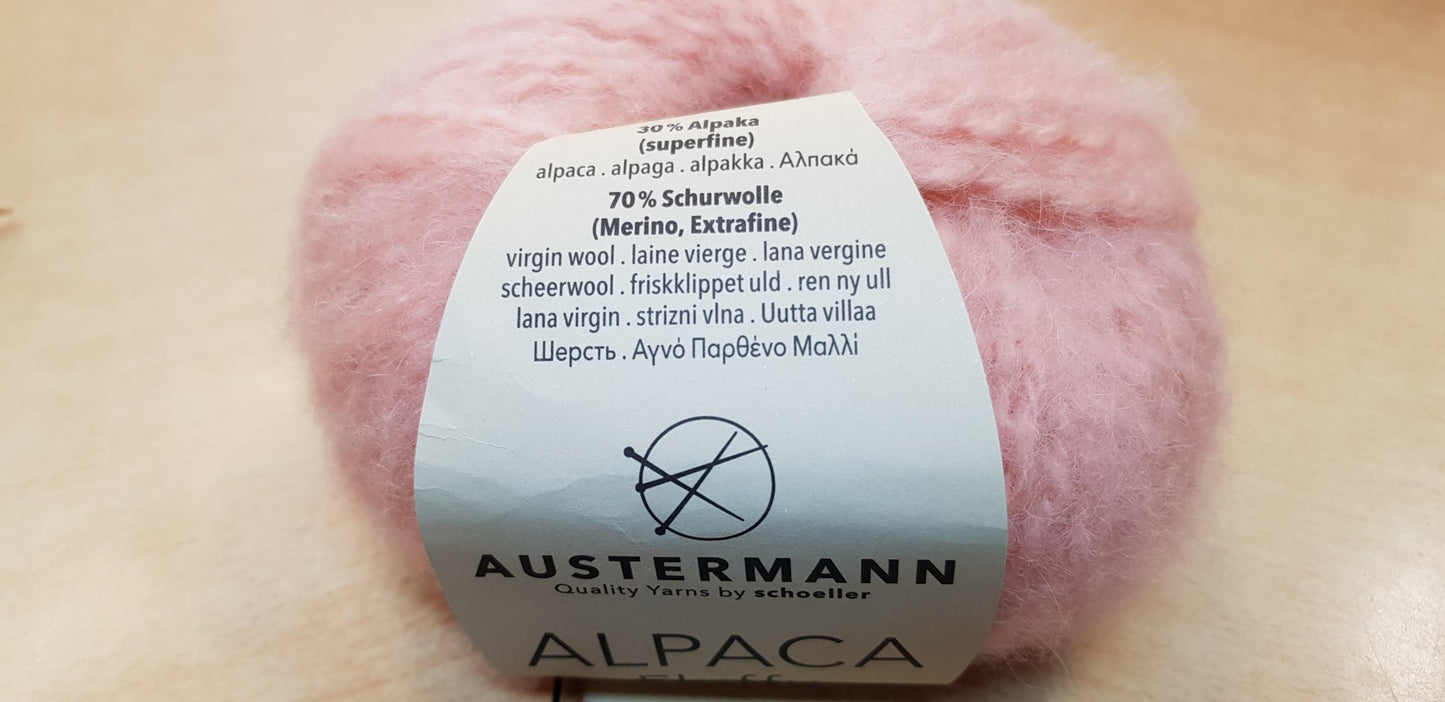 30% Alpaka
(superfine)
alpaca . alpaga . alpakka . Αλπακά
70% Schurwolle
(Merino, Extrafine)
virgin wool . laine vierge . lana vergine
scheerwool . friskklippet uld . ren ny ull
lana virgin . strizni vlna . Uutta villaa
Шерсть . Αγνό Παρθένο Μαλλί
AUSTERMANN
Quality Yarns by schoeller
ALPACA